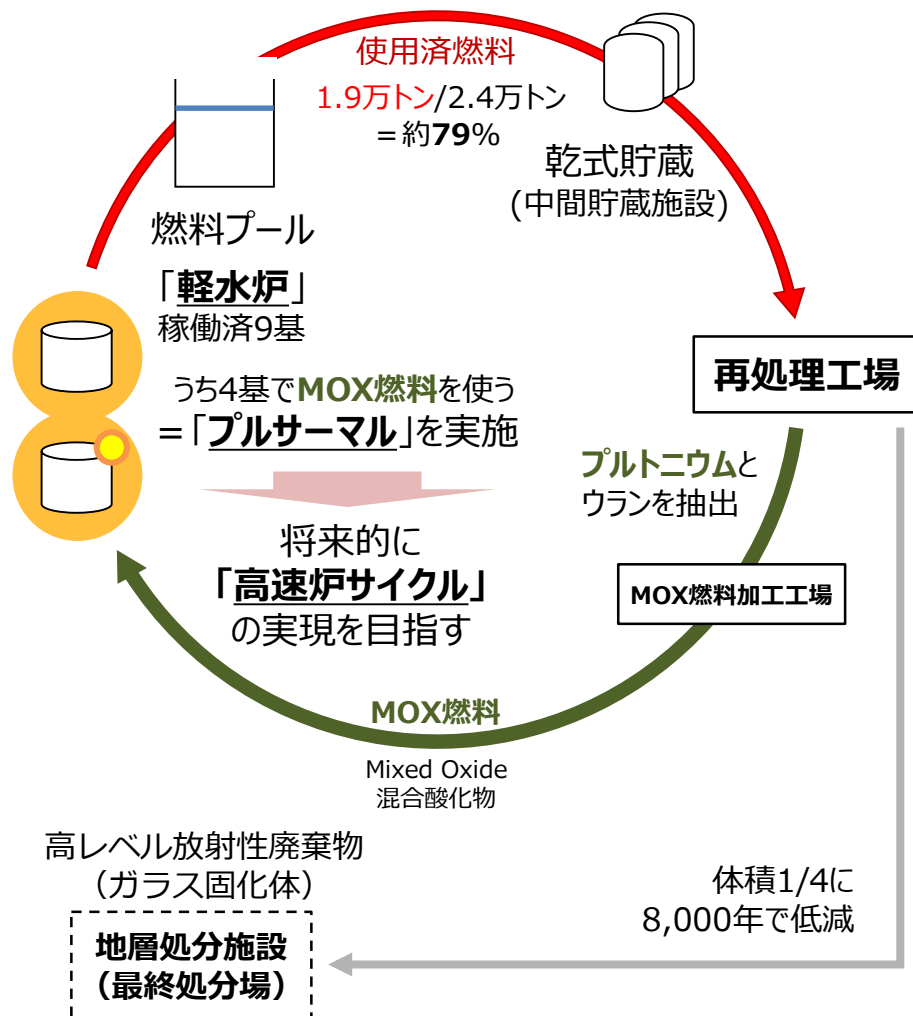 使用済燃料
1.9万トン/2.4万トン
=約79%
乾式貯蔵
(中間貯蔵施設)
燃料プール
「軽水炉」
稼働済9基
うち4基でMOX燃料を使う
=「プルサーマル」を実施
再処理工場
プルトニウムと
ウランを抽出
将来的に
「高速炉サイクル」
の実現を目指す
MOX燃料加工工場
MOX燃料
Mixed Oxide
混合酸化物
高レベル放射性廃棄物
（ガラス固化体）
地層処分施設
（最終処分場）
体積1/4に
8,000年で低減